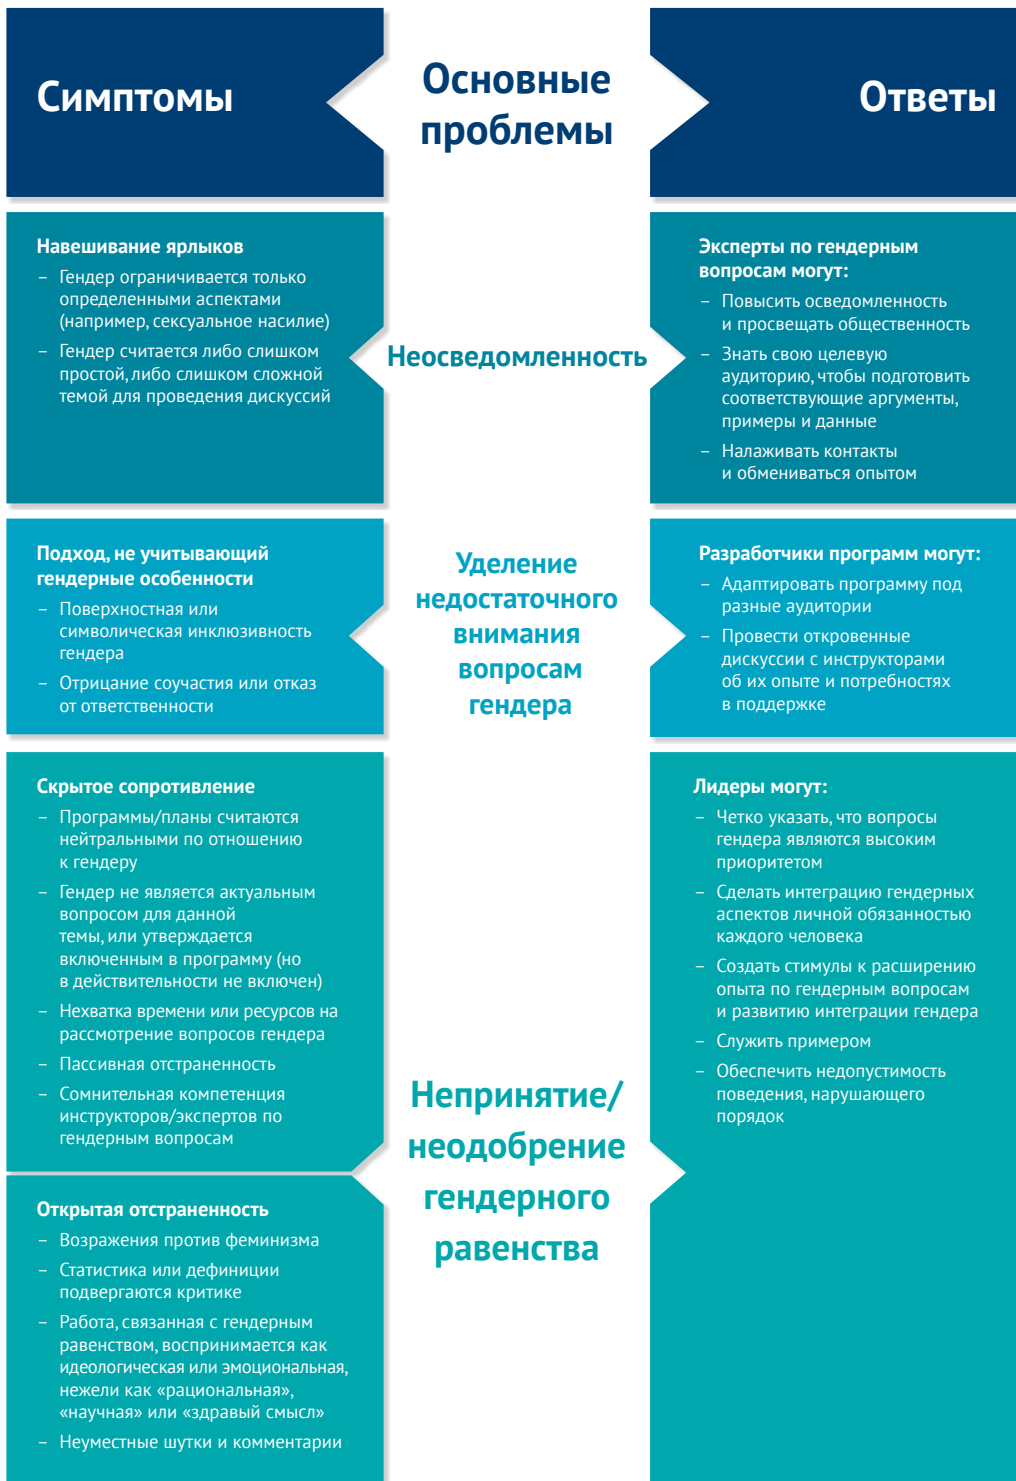 Симптомы
Основные
проблемы
Ответы
Навешивание ярлыков
– Гендер ограничивается только
определенными аспектами
(например, сексуальное насилие)
– Гендер считается либо слишком
простой, либо слишком сложной
темой для проведения дискуссий
Неосведомленность
Эксперты по гендерным
вопросам могут:
– Повысить осведомленность
и просвещать общественность
– Знать свою целевую
аудиторию, чтобы подготовить
соответствующие аргументы,
примеры и данные
– Налаживать контакты
и обмениваться опытом
Подход, не учитывающий
гендерные особенности
– Поверхностная или
символическая инклюзивность
гендера
– Отрицание соучастия или отказ
от ответственности
Уделение
недостаточного
внимания
вопросам
гендера
Разработчики программ могут:
– Адаптировать программу под
разные аудитории
– Провести откровенные
дискуссии с инструкторами
об их опыте и потребностях
в поддержке
Скрытое сопротивление
– Программы/планы считаются
нейтральными по отношению
к гендеру
– Гендер не является актуальным
вопросом для данной
темы, или утверждается
включенным в программу (но
в действительности не включен)
– Нехватка времени или ресурсов на
рассмотрение вопросов гендера
– Пассивная отстраненность
– Сомнительная компетенция
инструкторов/экспертов по
гендерным вопросам
Открытая отстраненность
– Возражения против феминизма
– Статистика или дефиниции
подвергаются критике
– Работа, связанная с гендерным
равенством, воспринимается как
идеологическая или эмоциональная,
нежели как «рациональная»,
«научная» или «здравый смысл»
– Неуместные шутки и комментарии
Непринятие/
неодобрение
гендерного
равенства
Лидеры могут:
– Четко указать, что вопросы
гендера являются высоким
приоритетом
– Сделать интеграцию гендерных
аспектов личной обязанностью
каждого человека
– Создать стимулы к расширению
опыта по гендерным вопросам
и развитию интеграции гендера
– Служить примером
– Обеспечить недопустимость
поведения, нарушающего
порядок